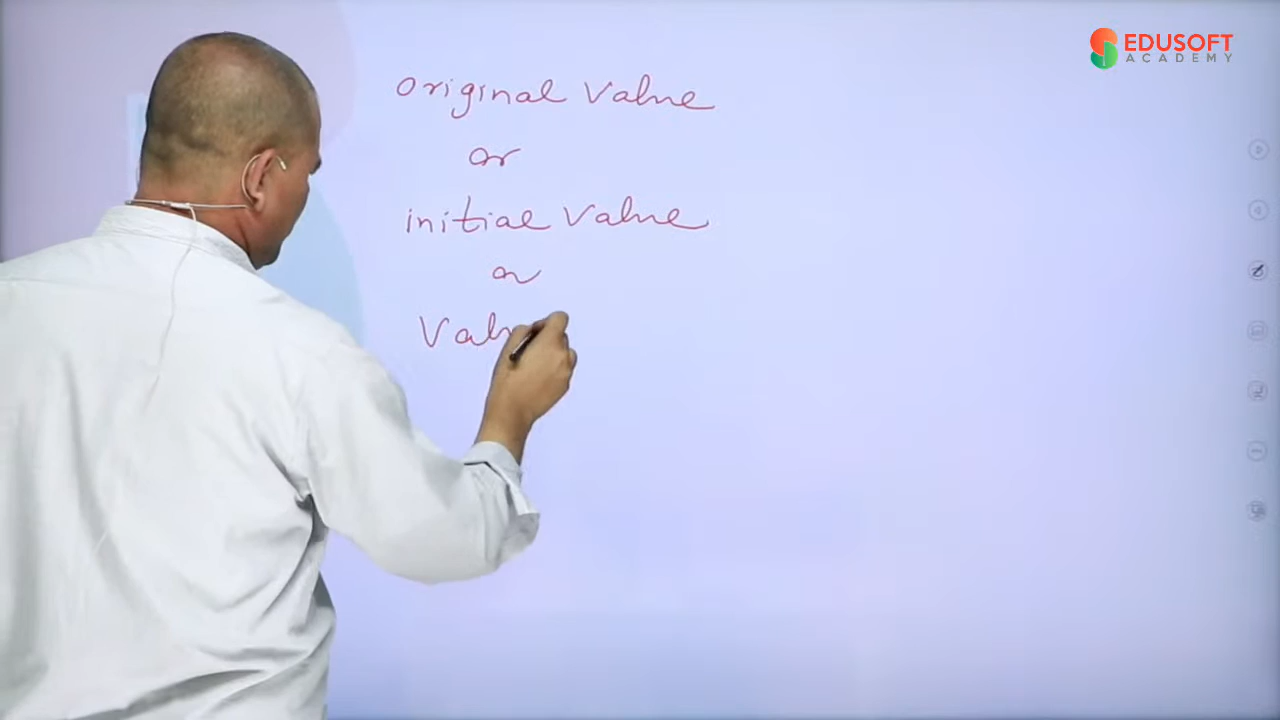 EDUSOFT
ACADEMY
original Value
or
initial Value
or